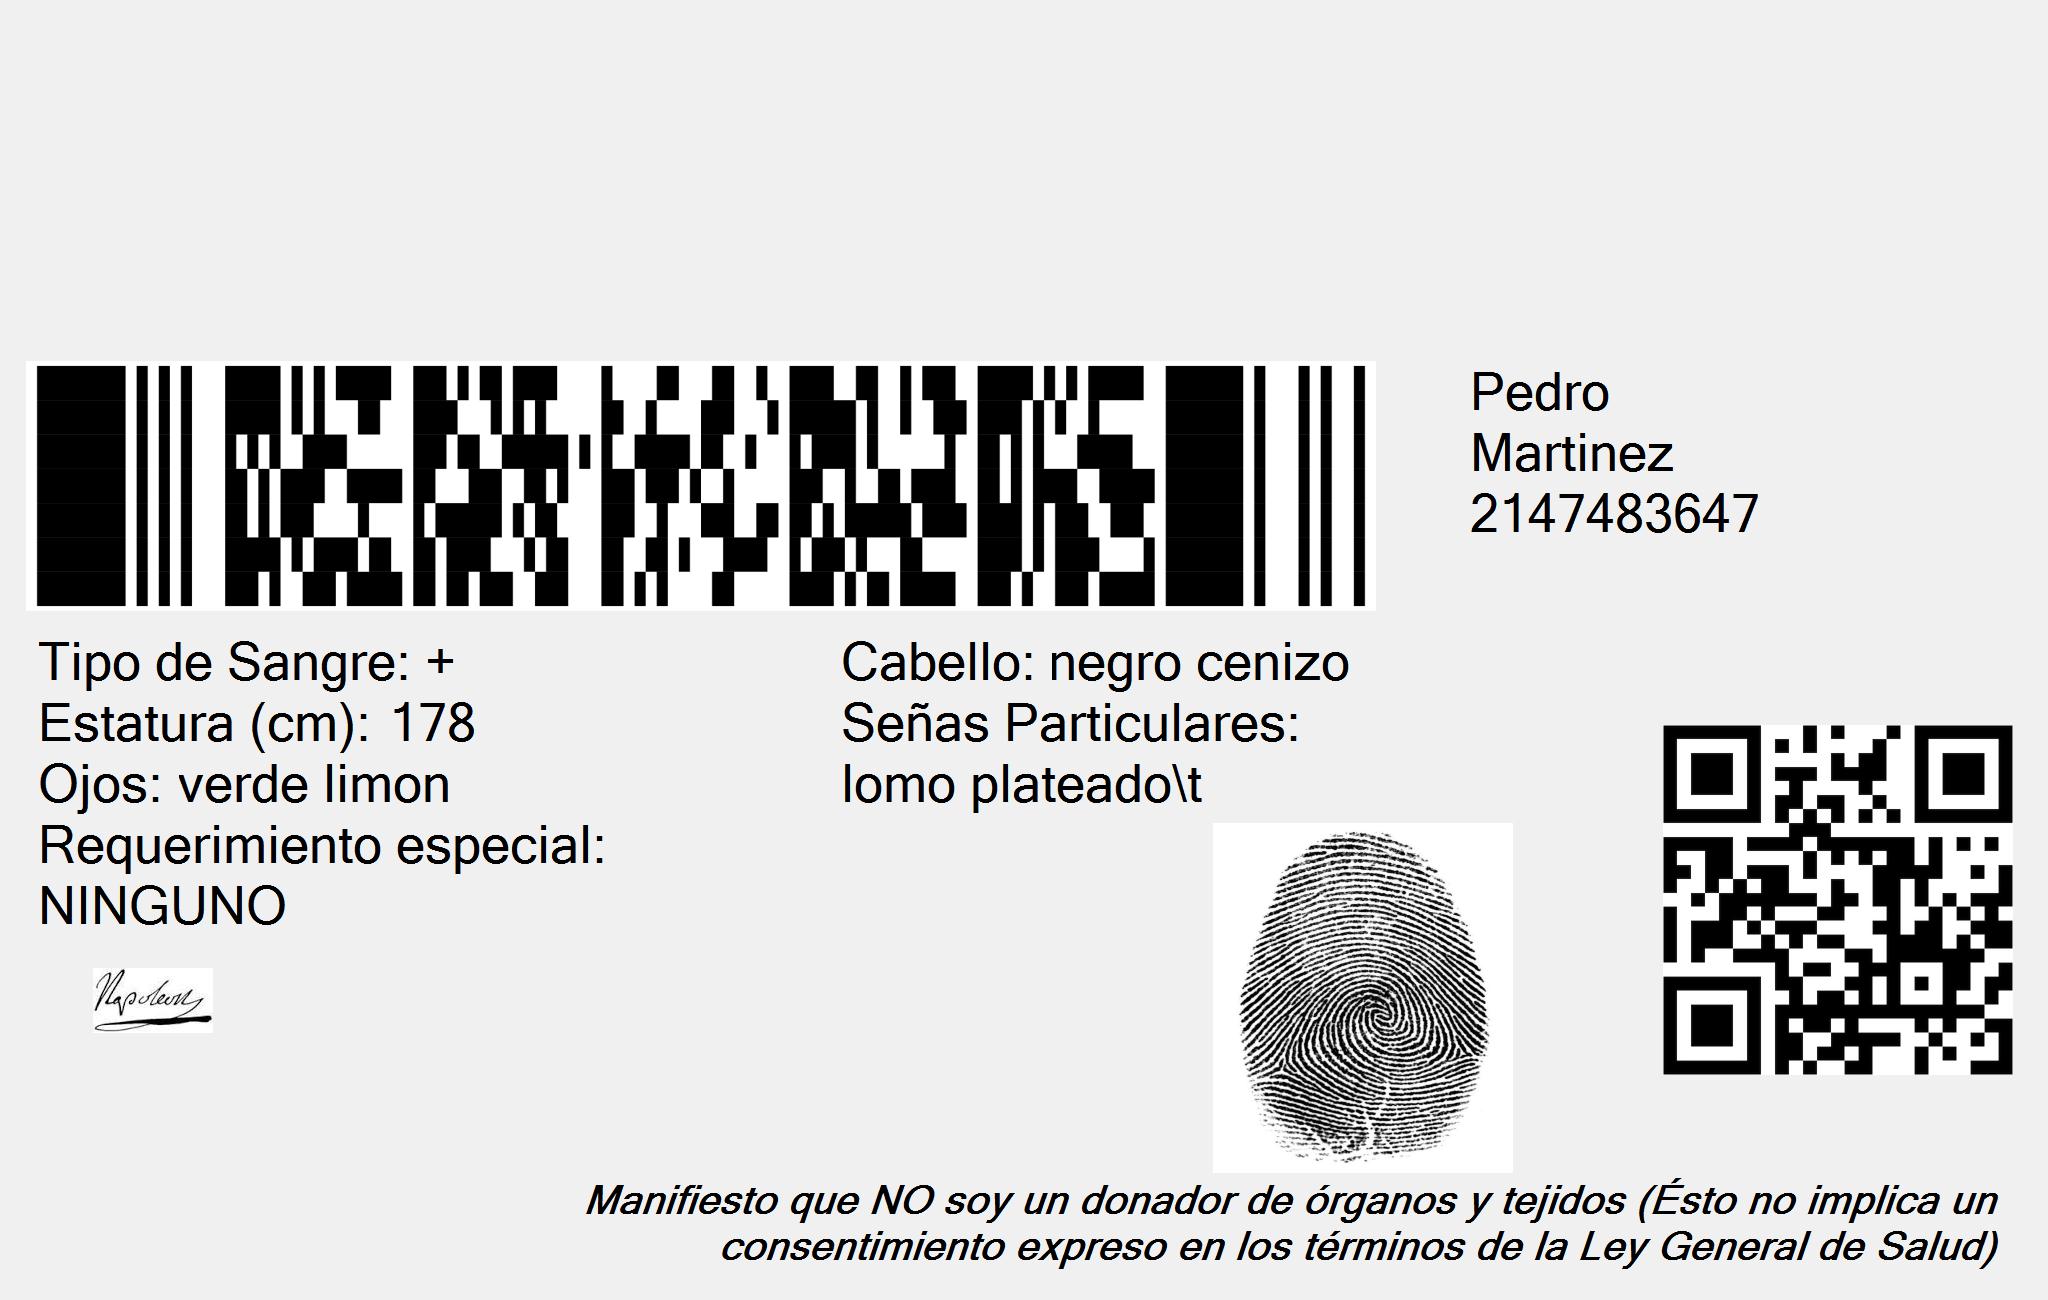 Pedro
Martinez
2147483647
Tipo de Sangre: +
Estatura (cm): 178
Ojos: verde limon
Requerimiento especial:
NINGUNO
Cabello: negro cenizo
Señas Particulares:
lomo plateado\t
Napoleon
Manifiesto que NO soy un donador de órganos y tejidos (Ésto no implica un
consentimiento expreso en los términos de la Ley General de Salud)